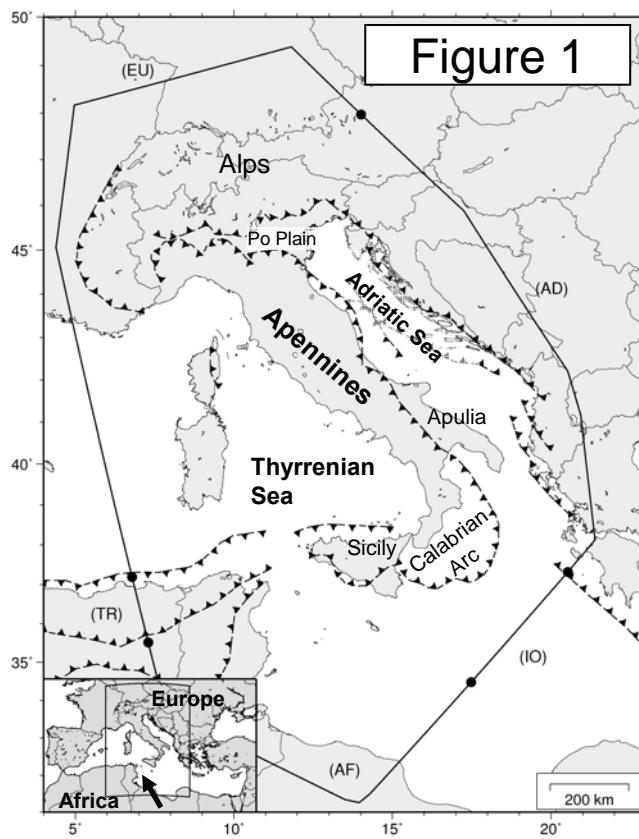 50°
Figure 1
(EU)
Alps
45°
Po Plain
Adriatic Sea
(AD)
Apennines
Apulia
40°
Thyrrenian
Sea
Sicily
Calabrian
Arc
(TR)
35°
(IO)
Europe
(AF)
Africa
200 km
5°
10°
15°
20°